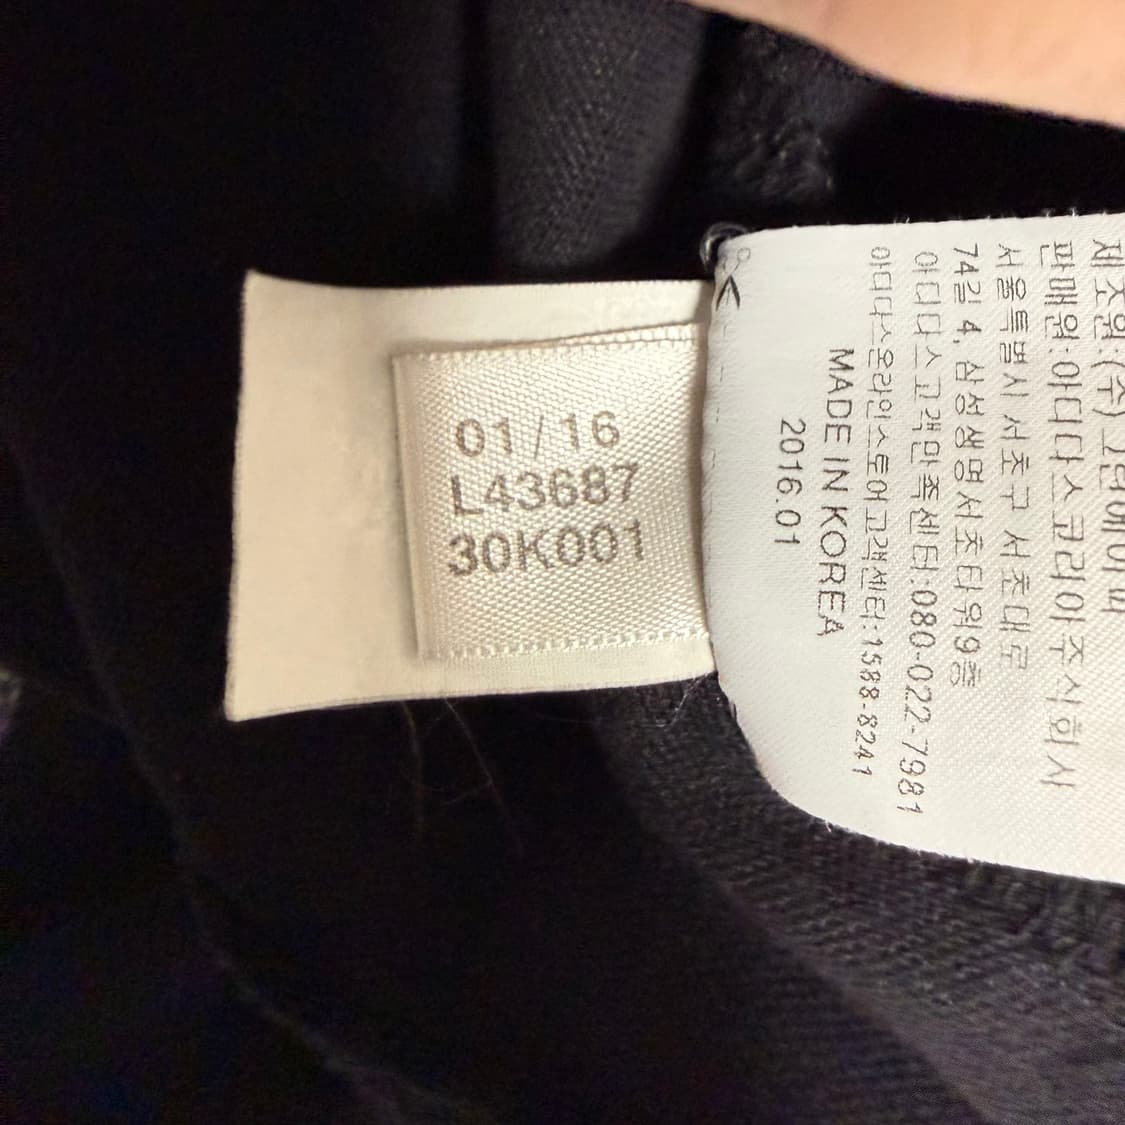 01/16
L43687
30K001
판매원:아디다스코리아주식회사
서울특별시 서초구 서초대로
74길 4, 삼성생명서초타워9층
아디다스고객만족센터:080-022-7981
아디다스온라인스토어고객센터:1588-8241
MADE IN KOREA
2016.01